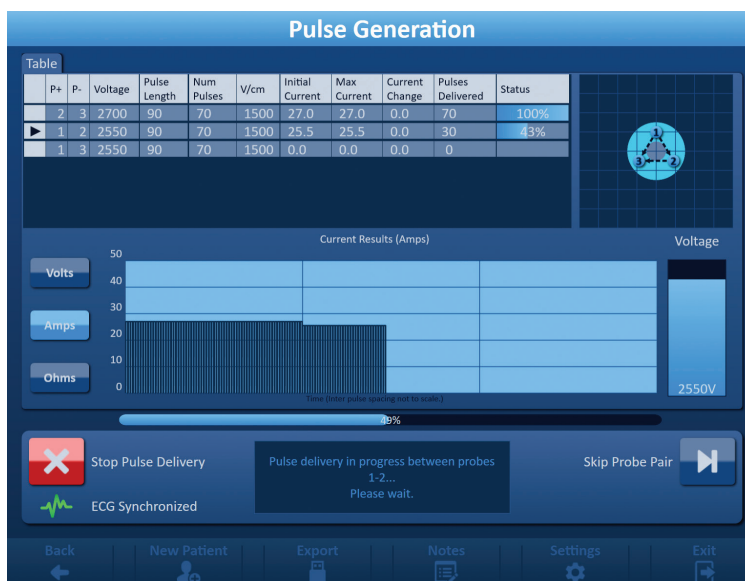 Pulse Generation
Table
P+ P- Voltage Pulse Length Num Pulses V/cm Initial Current Max Current Current Change Pulses Delivered Status
2 3 2700 90 70 1500 27.0 27.0 0.0 70 100%
1 2 2550 90 70 1500 25.5 25.5 0.0 30 43%
1 3 2550 90 70 1500 0.0 0.0 0.0 0
1
3 2
Current Results (Amps)
Voltage
Volts
Amps
Ohms
50
40
30
20
10
0
Time (Inter pulse spacing not to scale.)
2550V
49%
Stop Pulse Delivery
ECG Synchronized
Pulse delivery in progress between probes
1-2...
Please wait.
Skip Probe Pair
Back New Patient Export Notes Settings Exit